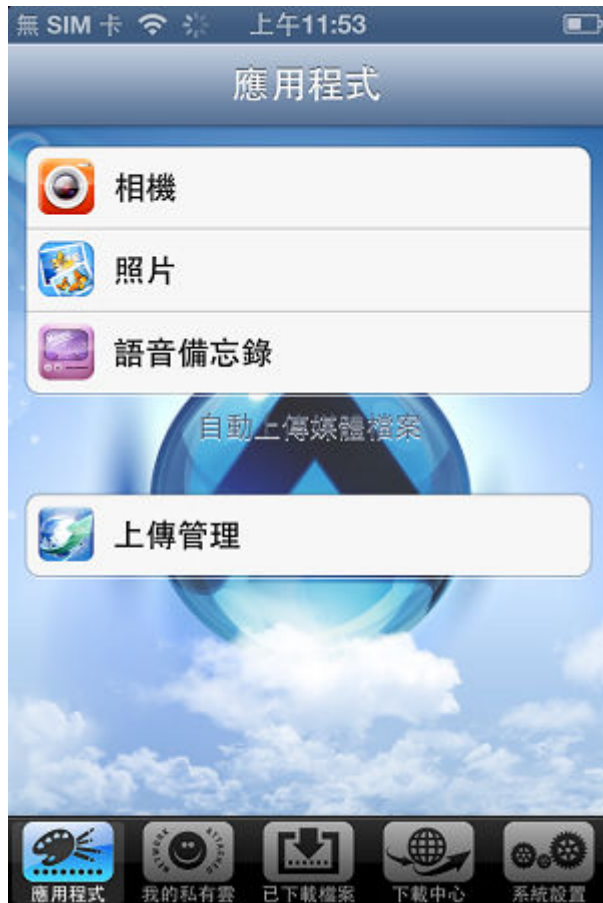 無 SIM 卡 上午11:53
應用程式
相機
照片
語音備忘錄
自動上傳媒體檔案
上傳管理
NETWORK ATTACHED
應用程式 我的私有雲 已下載檔案 下載中心 系統設置